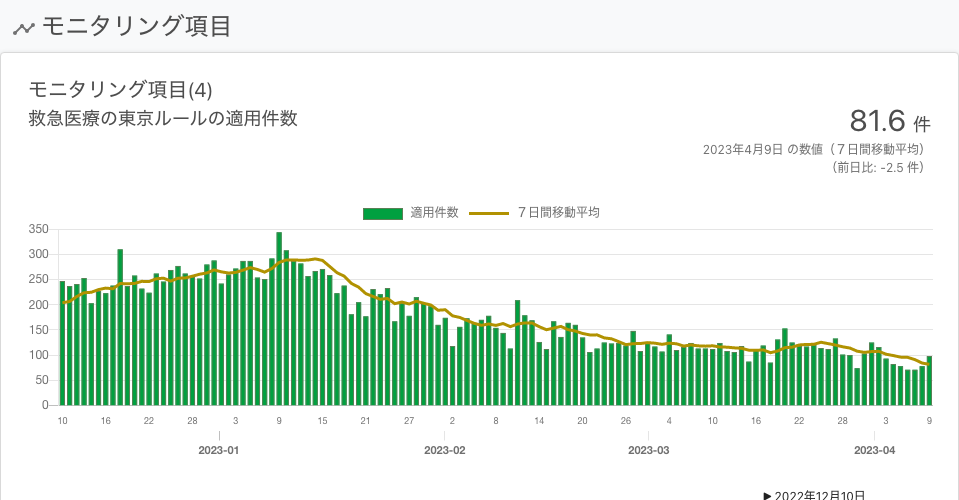 モニタリング項目
モニタリング項目(4)
救急医療の東京ルールの適用件数
81.6 件
2023年4月9日 の数値（７日間移動平均）
（前日比: -2.5 件）
適用件数 ７日間移動平均
350
300
250
200
150
100
50
0
10 16 22 28 3 9 15 21 27 2 8 14 20 26 4 10 16 22 28 3 9
2023-01 2023-02 2023-03 2023-04
▶ 2022年12月10日